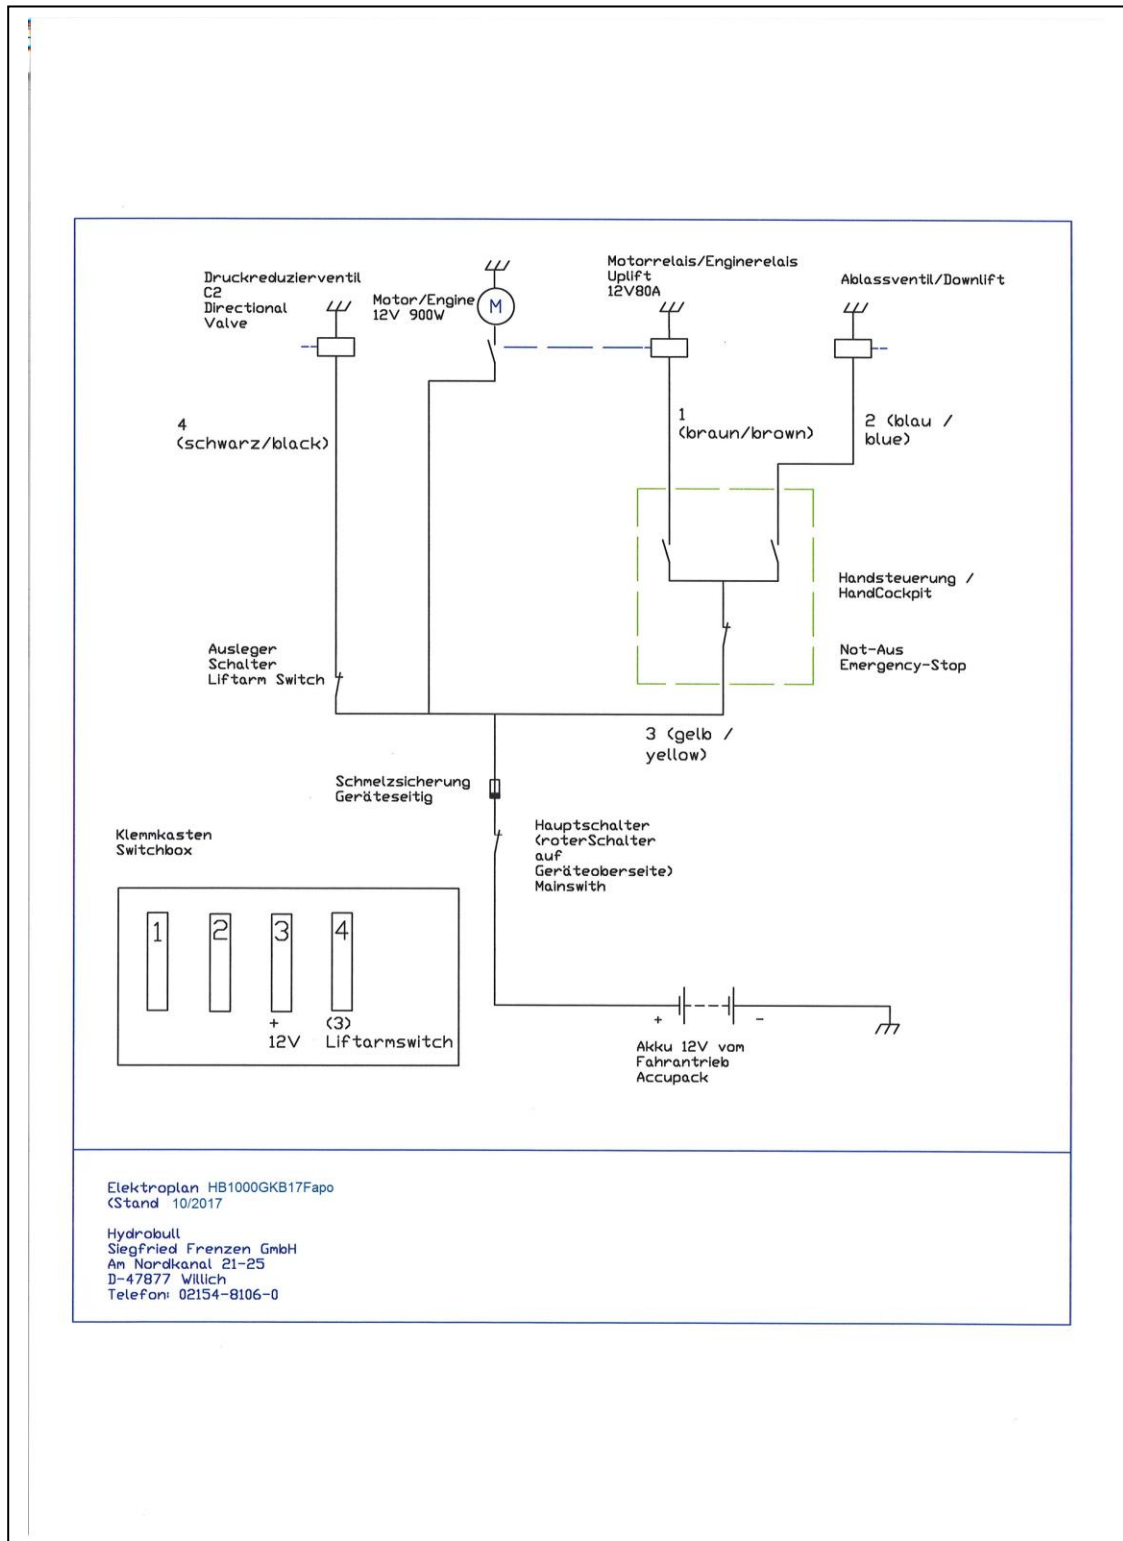 Druckreduzierventil
C2
Directional
Valve
Motor/Engine
12V 900W
M
Motorrelais/Enginerelais
Uplift
12V80A
Ablassventil/Downlift
4
(schwarz/black)
1
(braun/brown)
2 (blau /
blue)
Handsteuerung /
HandCockpit
Not-Aus
Emergency-Stop
Ausleger
Schalter
Liftarm Switch
3 (gelb /
yellow)
Schmelzsicherung
Geräteseitig
Hauptschalter
(roterSchalter
auf
Geräteoberseite)
Mainswith
Klemmkasten
Switchbox
1 2 3 4
+
12V
(3)
Liftarmswitch
+ -
Akku 12V vom
Fahrantrieb
Accupack
Elektroplan HB1000GKB17Fapo
(Stand 10/2017
Hydrobull
Siegfried Frenzen GmbH
Am Nordkanal 21-25
D-47877 Willich
Telefon: 02154-8106-0